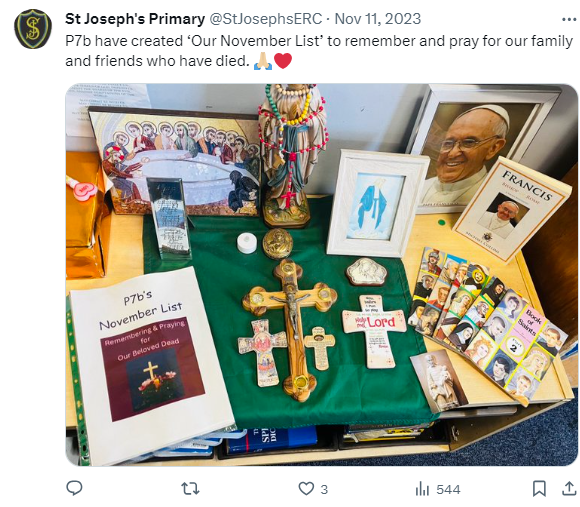 St Joseph's Primary @StJosephsERC · Nov 11, 2023
P7b have created ‘Our November List’ to remember and pray for our family
and friends who have died. 🙏🏼❤️
FRANCIS
P7b's
November List
Remembering & Praying
for
Our Beloved Dead
Lord
Book
of
Saints
2
3
544